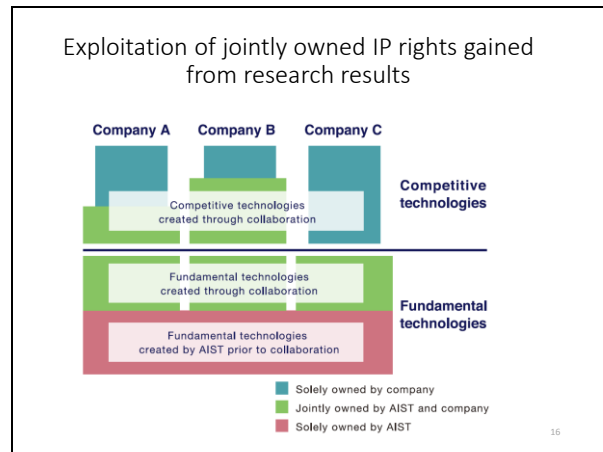 Exploitation of jointly owned IP rights gained
from research results
Company A
Company B
Company C
Competitive technologies
created through collaboration
Competitive
technologies
Fundamental technologies
created through collaboration
Fundamental technologies
created by AIST prior to collaboration
Fundamental
technologies
Solely owned by company
Jointly owned by AIST and company
Solely owned by AIST
16